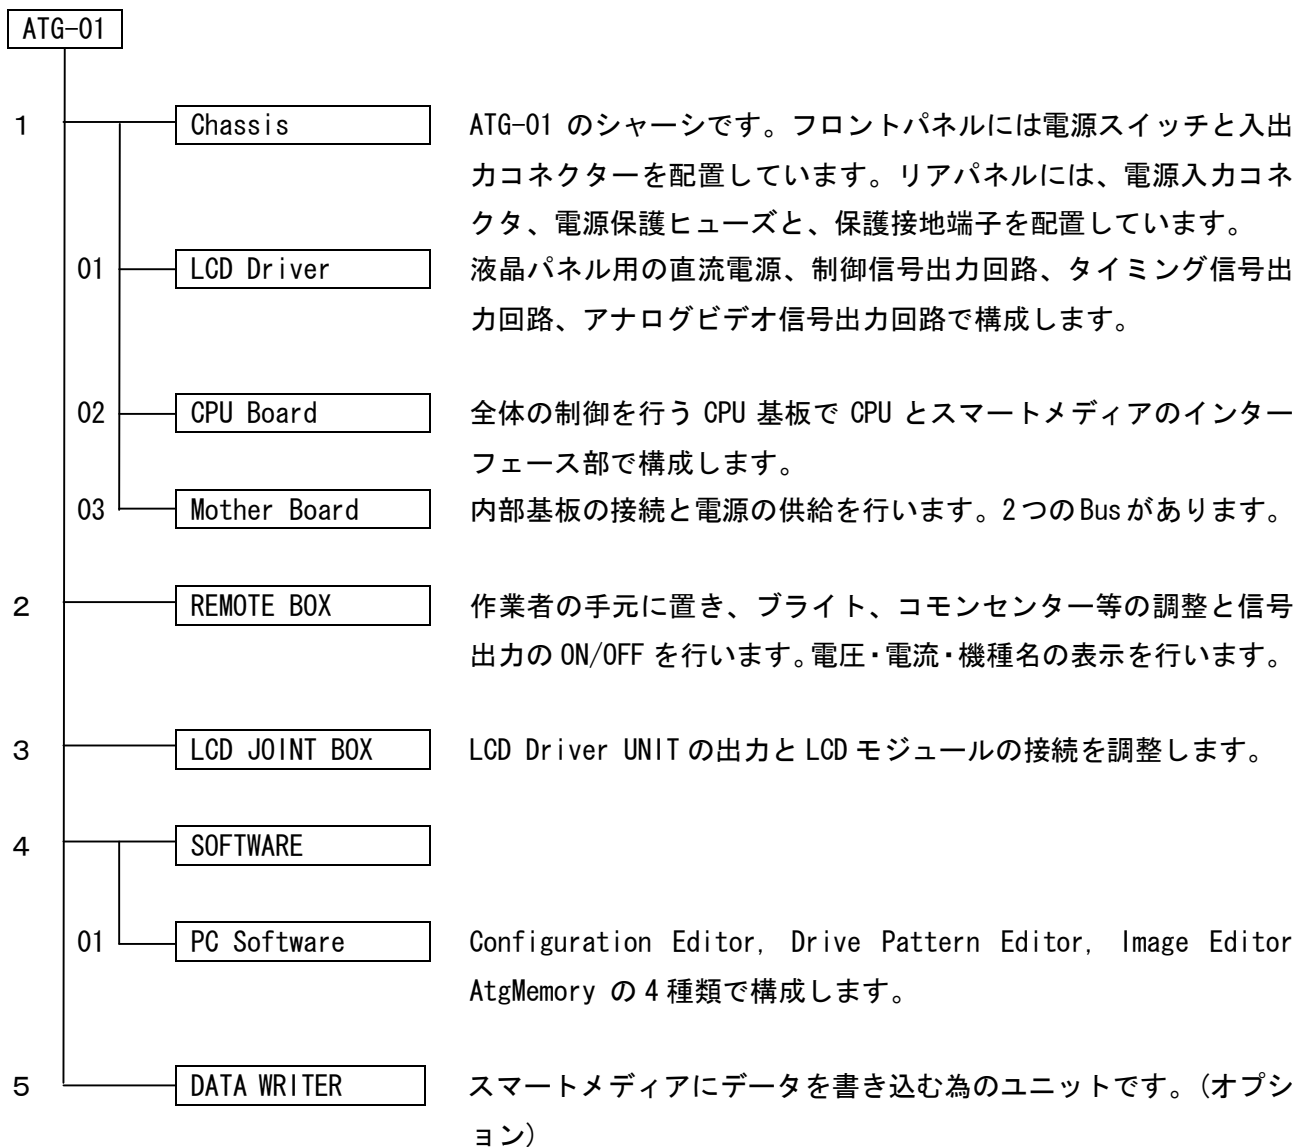 ATG-01
1 Chassis ATG-01 のシャーシです。フロントパネルには電源スイッチと入出
力コネクターを配置しています。リアパネルには、電源入力コネ
クタ、電源保護ヒューズと、保護接地端子を配置しています。
01 LCD Driver 液晶パネル用の直流電源、制御信号出力回路、タイミング信号出
力回路、アナログビデオ信号出力回路で構成します。
02 CPU Board 全体の制御を行う CPU 基板で CPU とスマートメディアのインター
フェース部で構成します。
03 Mother Board 内部基板の接続と電源の供給を行います。2つのBusがあります。
2 REMOTE BOX 作業者の手元に置き、ブライト、コモンセンター等の調整と信号
出力の ON/OFF を行います。電圧・電流・機種名の表示を行います。
3 LCD JOINT BOX LCD Driver UNIT の出力と LCD モジュールの接続を調整します。
4 SOFTWARE
01 PC Software Configuration Editor, Drive Pattern Editor, Image Editor
AtgMemory の 4 種類で構成します。
5 DATA WRITER スマートメディアにデータを書き込む為のユニットです。(オプシ
ョン)